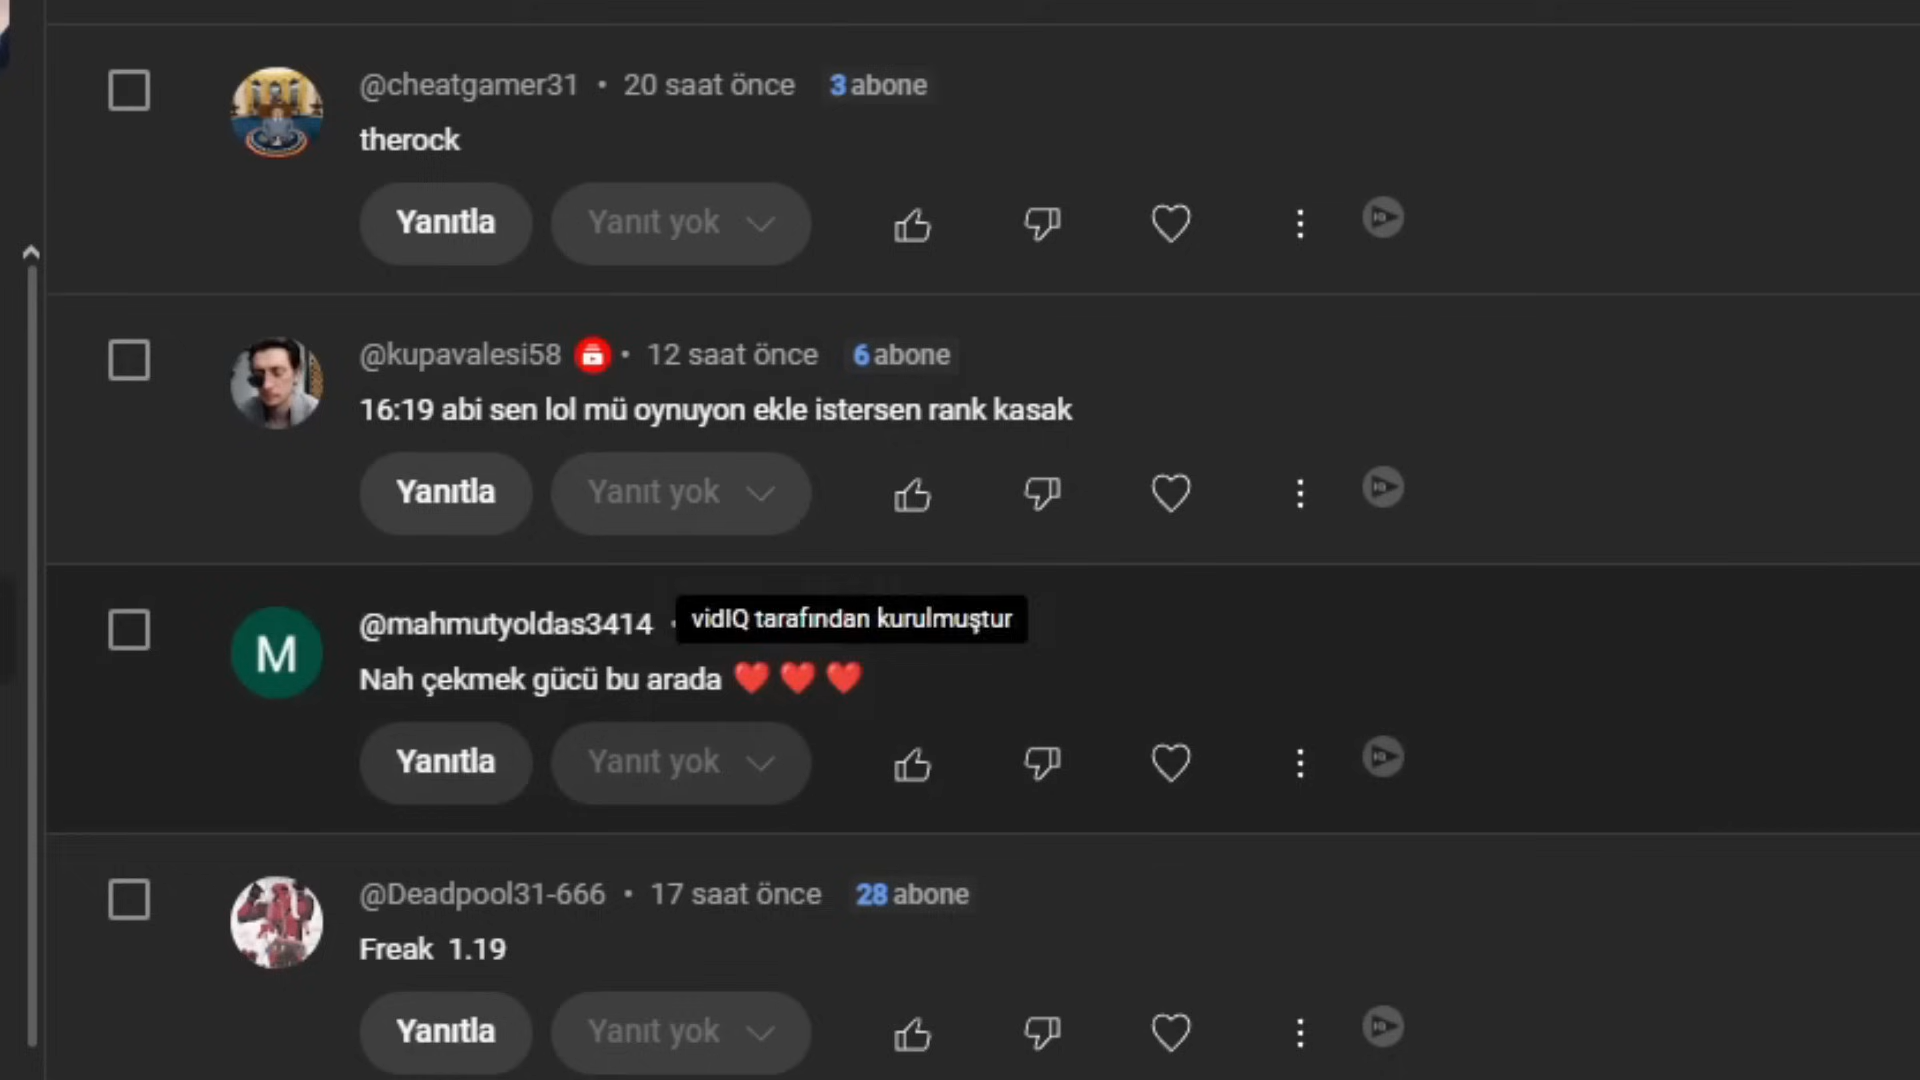 @cheatgamer31 • 20 saat önce 3 abone
therock
Yanıtla Yanıt yok
@kupavalesi58 • 12 saat önce 6 abone
16:19 abi sen lol mü oynuyon ekle istersen rank kasak
Yanıtla Yanıt yok
@mahmutyoldas3414 • vidIQ tarafından kurulmuştur
Nah çekmek gücü bu arada ❤️ ❤️ ❤️
Yanıtla Yanıt yok
@Deadpool31-666 • 17 saat önce 28 abone
Freak 1.19
Yanıtla Yanıt yok